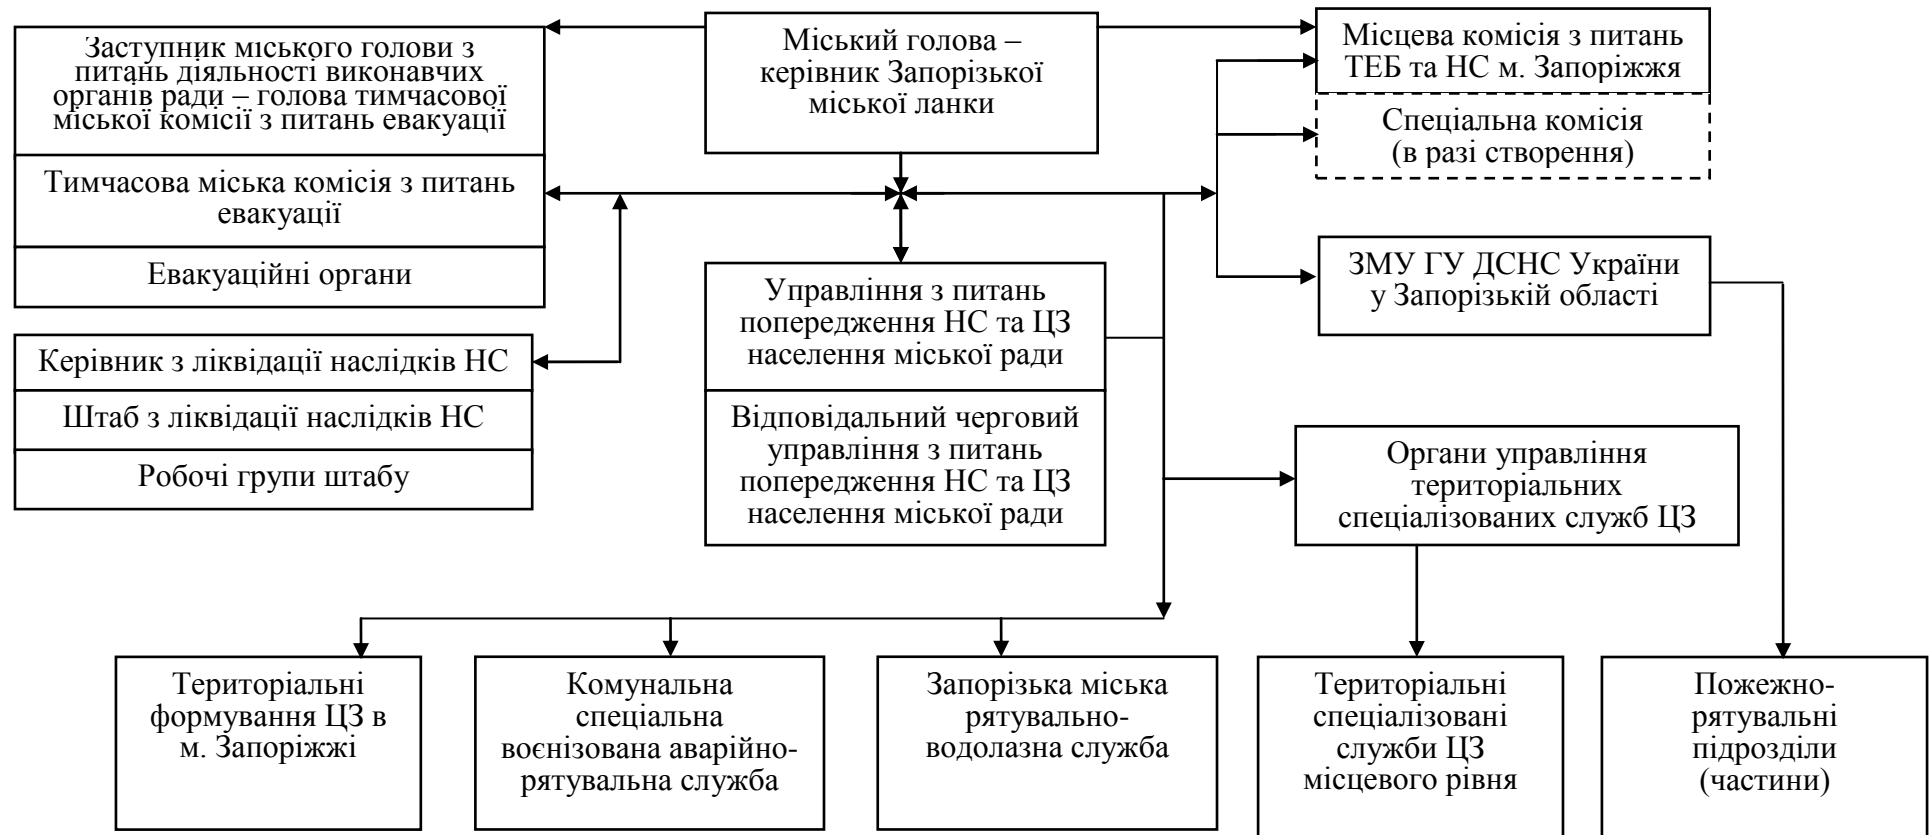 Заступник міського голови з
питань діяльності виконавчих
органів ради – голова тимчасової
міської комісії з питань евакуації
Тимчасова міська комісія з питань
евакуації
Евакуаційні органи
Міський голова –
керівник Запорізької
міської ланки
Місцева комісія з питань
ТЕБ та НС м. Запоріжжя
Спеціальна комісія
(в разі створення)
ЗМУ ГУ ДСНС України
у Запорізькій області
Управління з питань
попередження НС та ЦЗ
населення міської ради
Відповідальний черговий
управління з питань
попередження НС та ЦЗ
населення міської ради
Керівник з ліквідації наслідків НС
Штаб з ліквідації наслідків НС
Робочі групи штабу
Органи управління
територіальних
спеціалізованих служб ЦЗ
Територіальні
формування ЦЗ в
м. Запоріжжі
Комунальна
спеціальна
воєнізована аварійно-
рятувальна служба
Запорізька міська
рятувально-
водолазна служба
Територіальні
спеціалізовані
служби ЦЗ
місцевого рівня
Пожежно-
рятувальні
підрозділи
(частини)